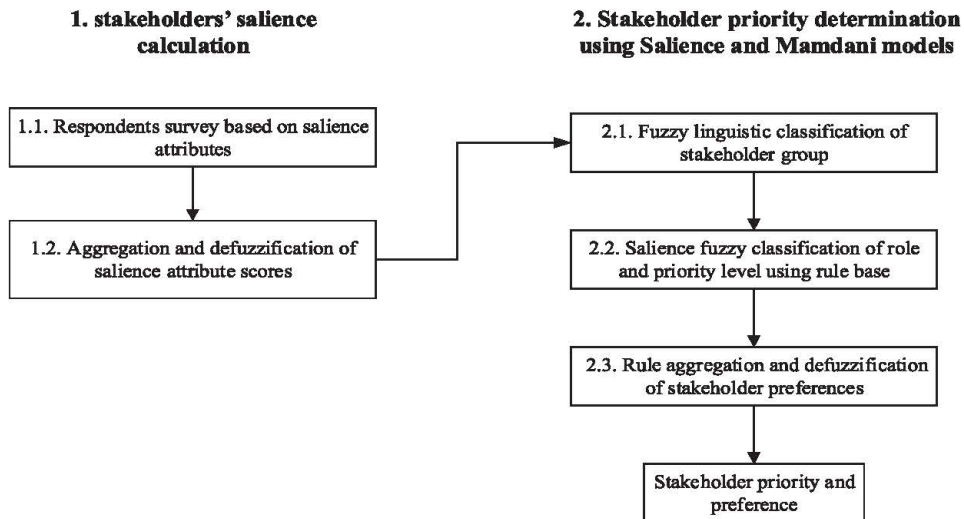 1. stakeholders' salience
calculation
1.1. Respondents survey based on salience
attributes
1.2. Aggregation and defuzzification of
salience attribute scores
2. Stakeholder priority determination
using Salience and Mamdani models
2.1. Fuzzy linguistic classification of
stakeholder group
2.2. Salience fuzzy classification of role
and priority level using rule base
2.3. Rule aggregation and defuzzification
of stakeholder preferences
Stakeholder priority and
preference